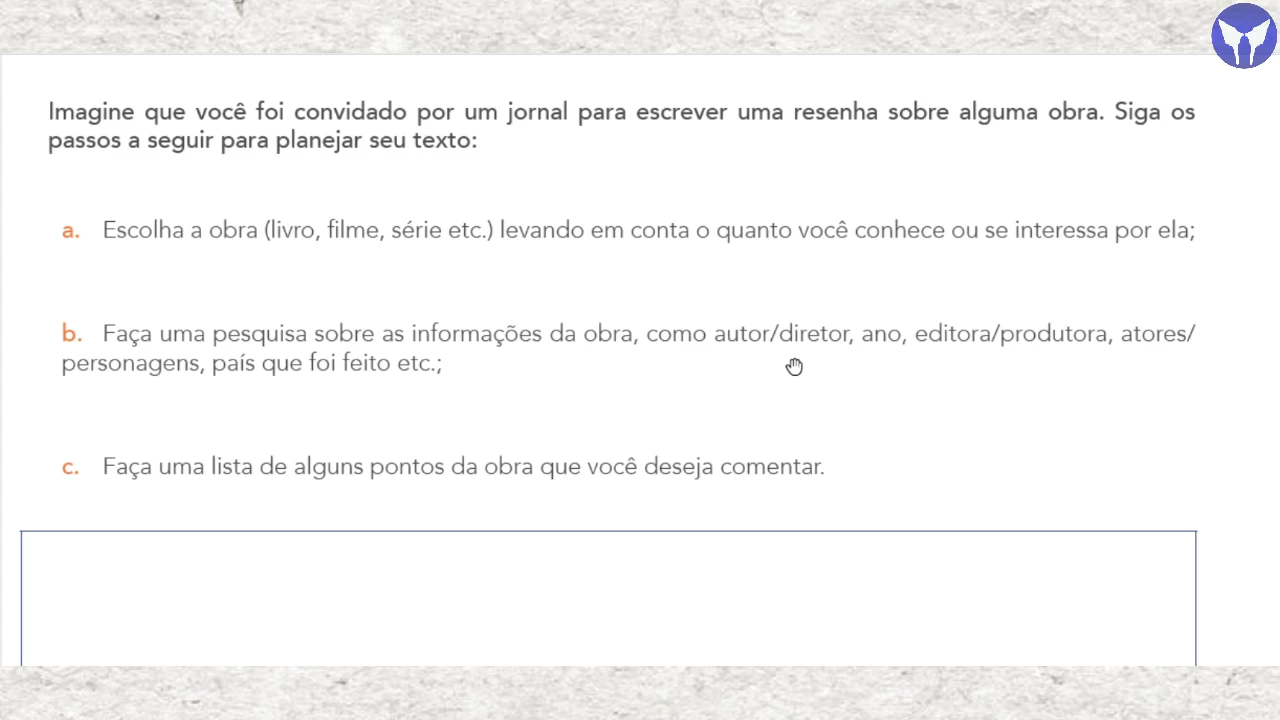 Imagine que você foi convidado por um jornal para escrever uma resenha sobre alguma obra. Siga os
passos a seguir para planejar seu texto:
a. Escolha a obra (livro, filme, série etc.) levando em conta o quanto você conhece ou se interessa por ela;
b. Faça uma pesquisa sobre as informações da obra, como autor/diretor, ano, editora/produtora, atores/
personagens, país que foi feito etc.;
c. Faça uma lista de alguns pontos da obra que você deseja comentar.